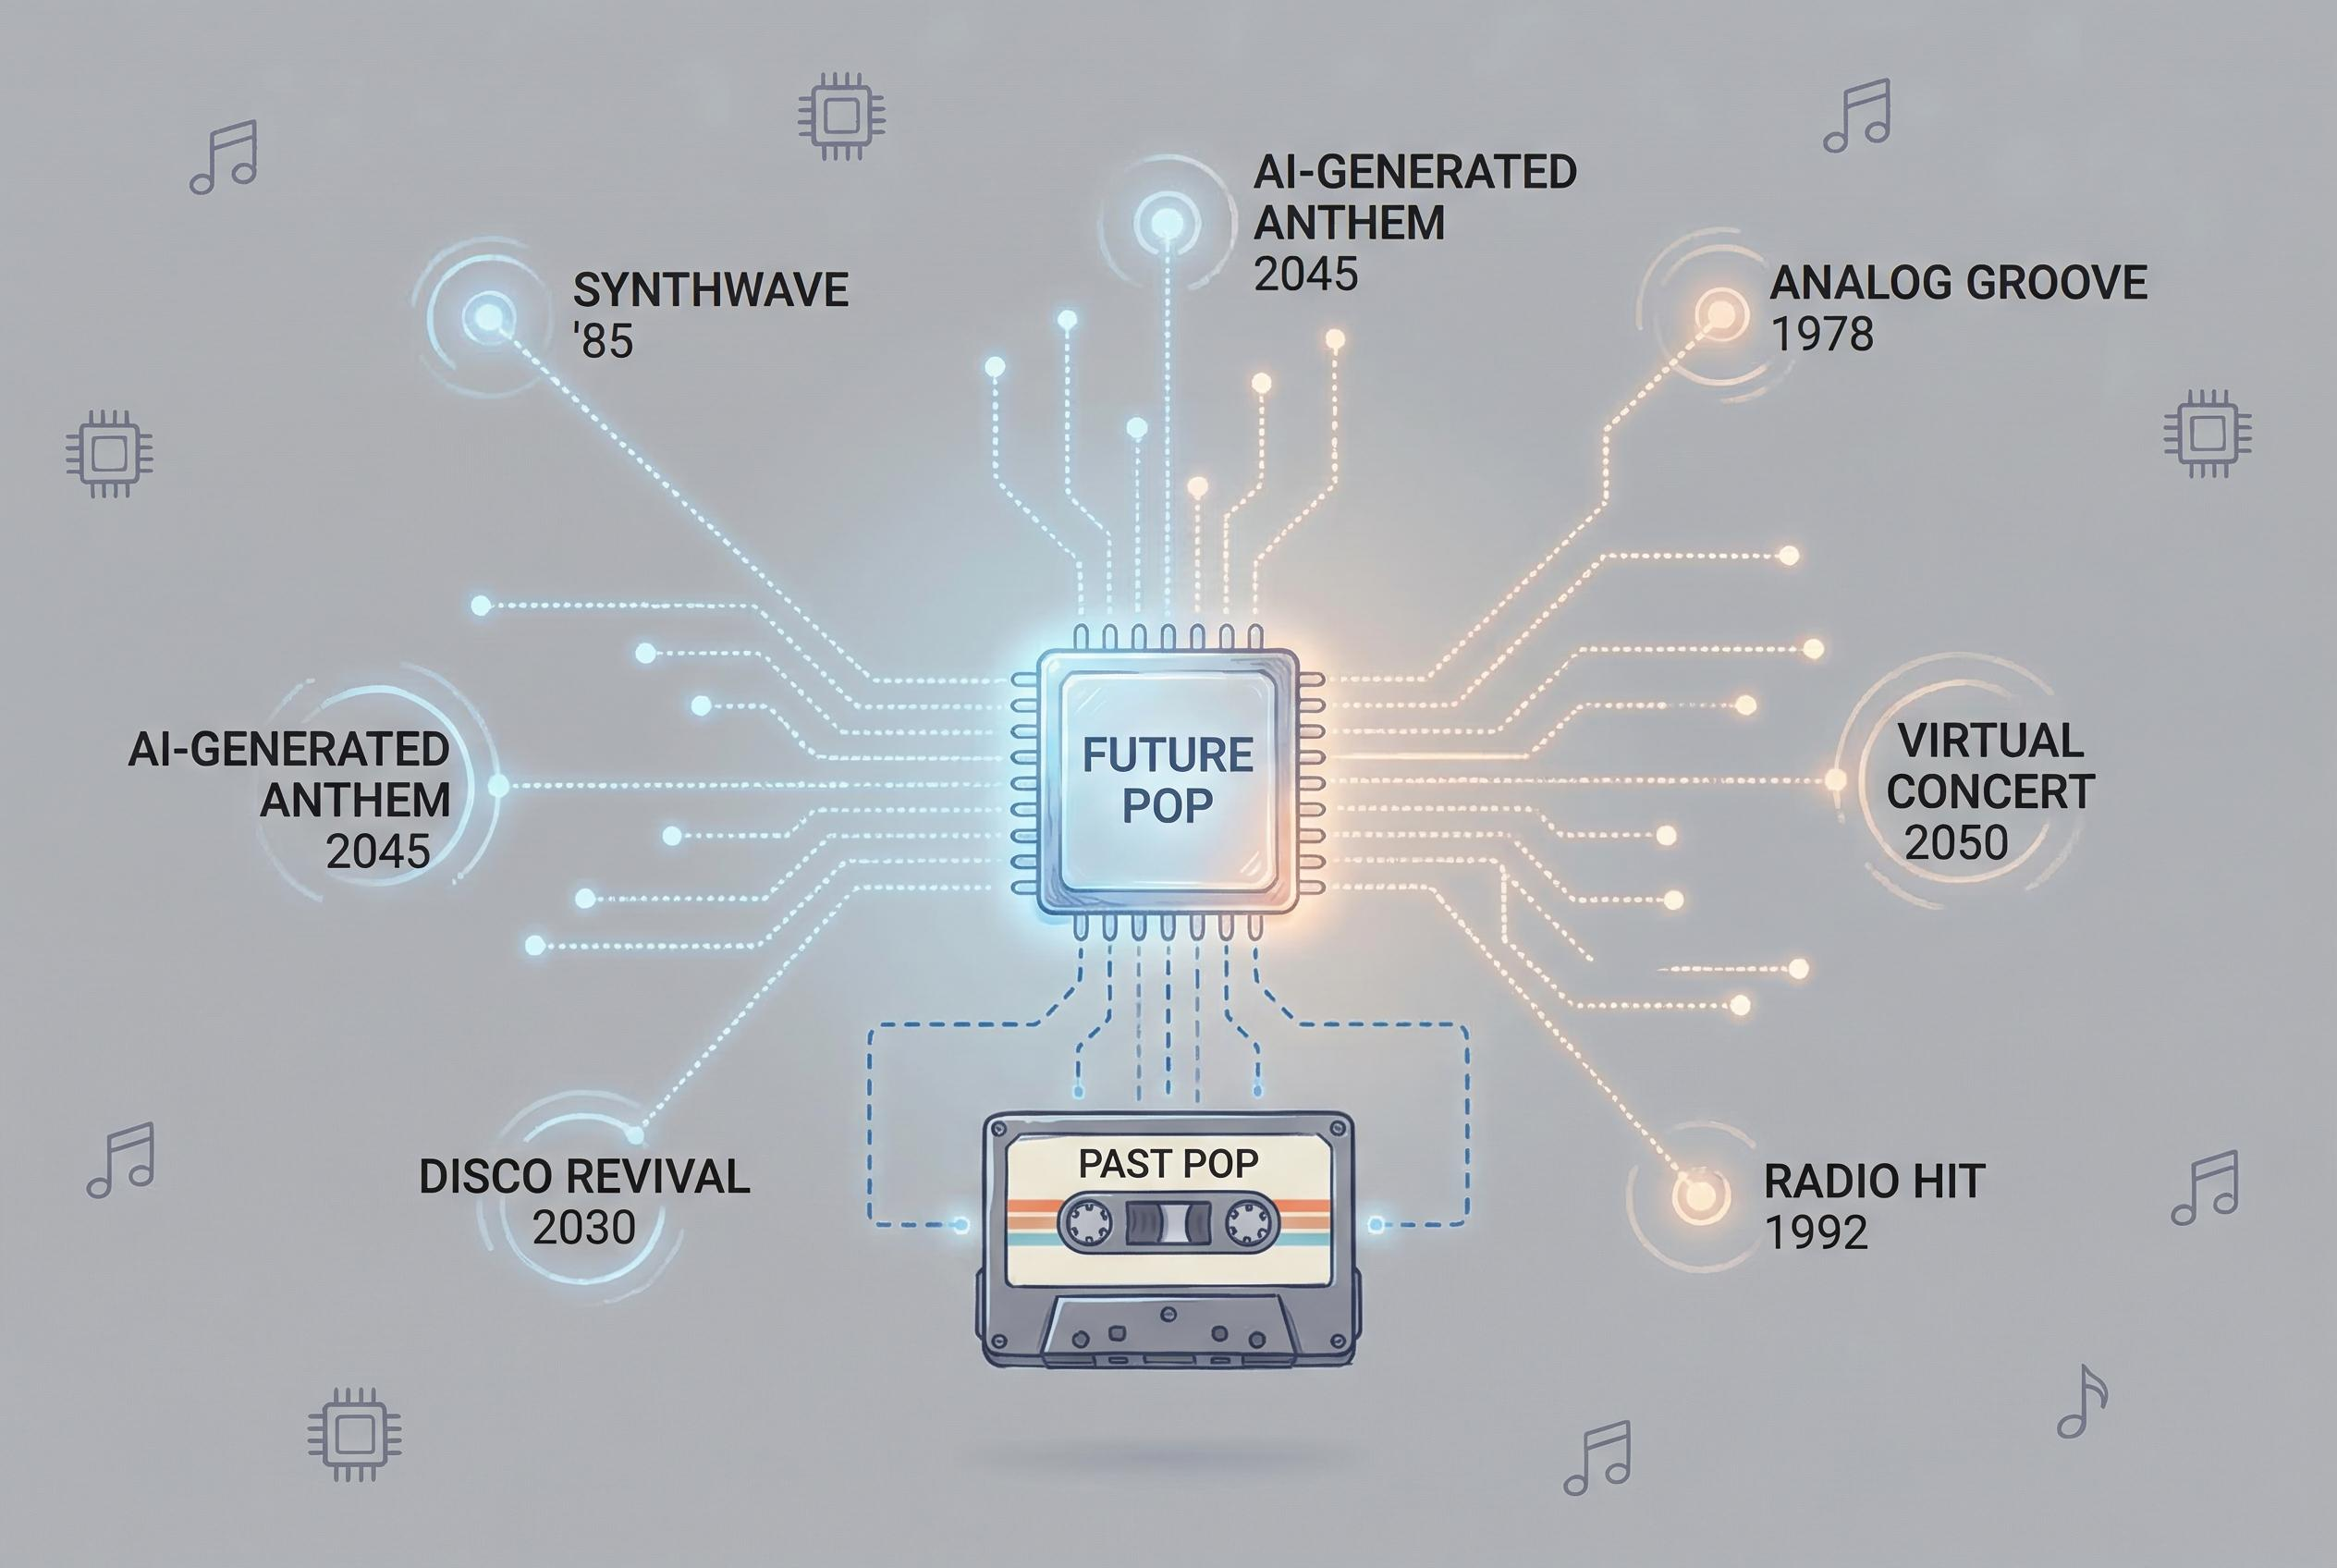 AI-GENERATED
ANTHEM
2045
SYNTHWAVE
'85
ANALOG GROOVE
1978
AI-GENERATED
ANTHEM
2045
FUTURE
POP
VIRTUAL
CONCERT
2050
DISCO REVIVAL
2030
PAST POP
RADIO HIT
1992